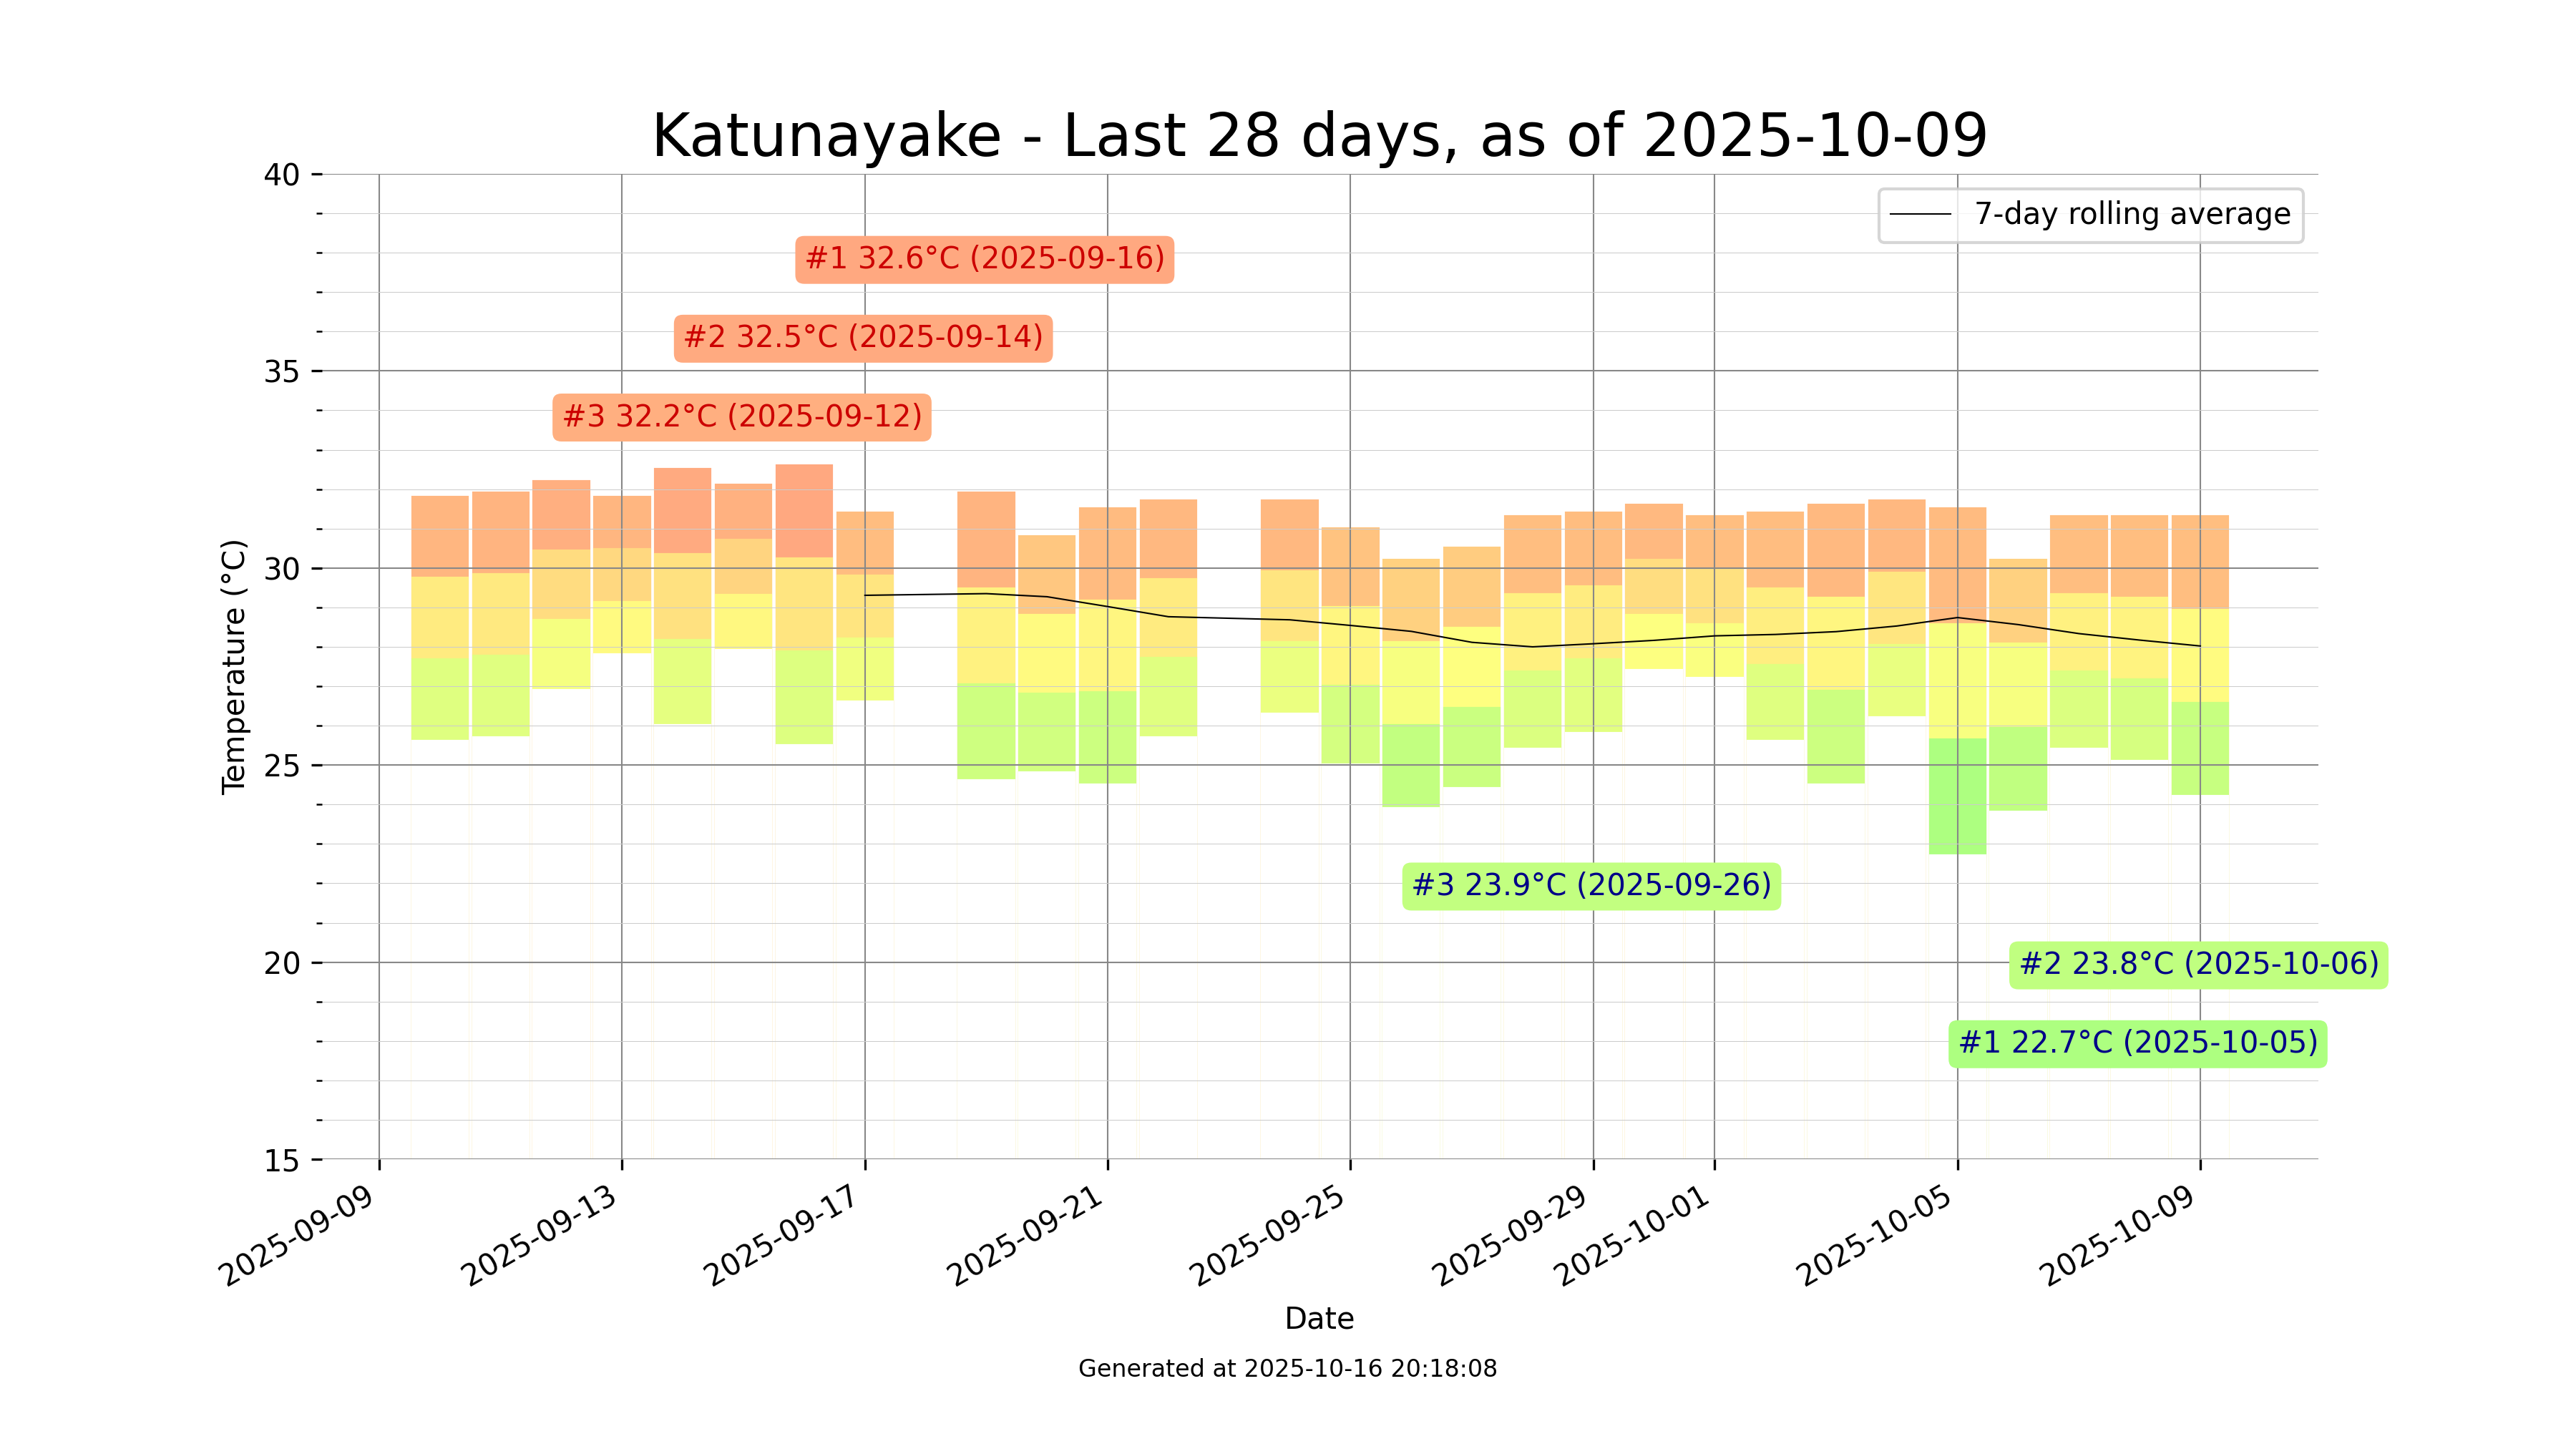 Katunayake - Last 28 days, as of 2025-10-09
7-day rolling average
#1 32.6°C (2025-09-16)
#2 32.5°C (2025-09-14)
#3 32.2°C (2025-09-12)
#3 23.9°C (2025-09-26)
#2 23.8°C (2025-10-06)
#1 22.7°C (2025-10-05)
Temperature (°C)
40
35
30
25
20
15
2025-09-09
2025-09-13
2025-09-17
2025-09-21
2025-09-25
2025-09-29
2025-10-01
2025-10-05
2025-10-09
Date
Generated at 2025-10-16 20:18:08